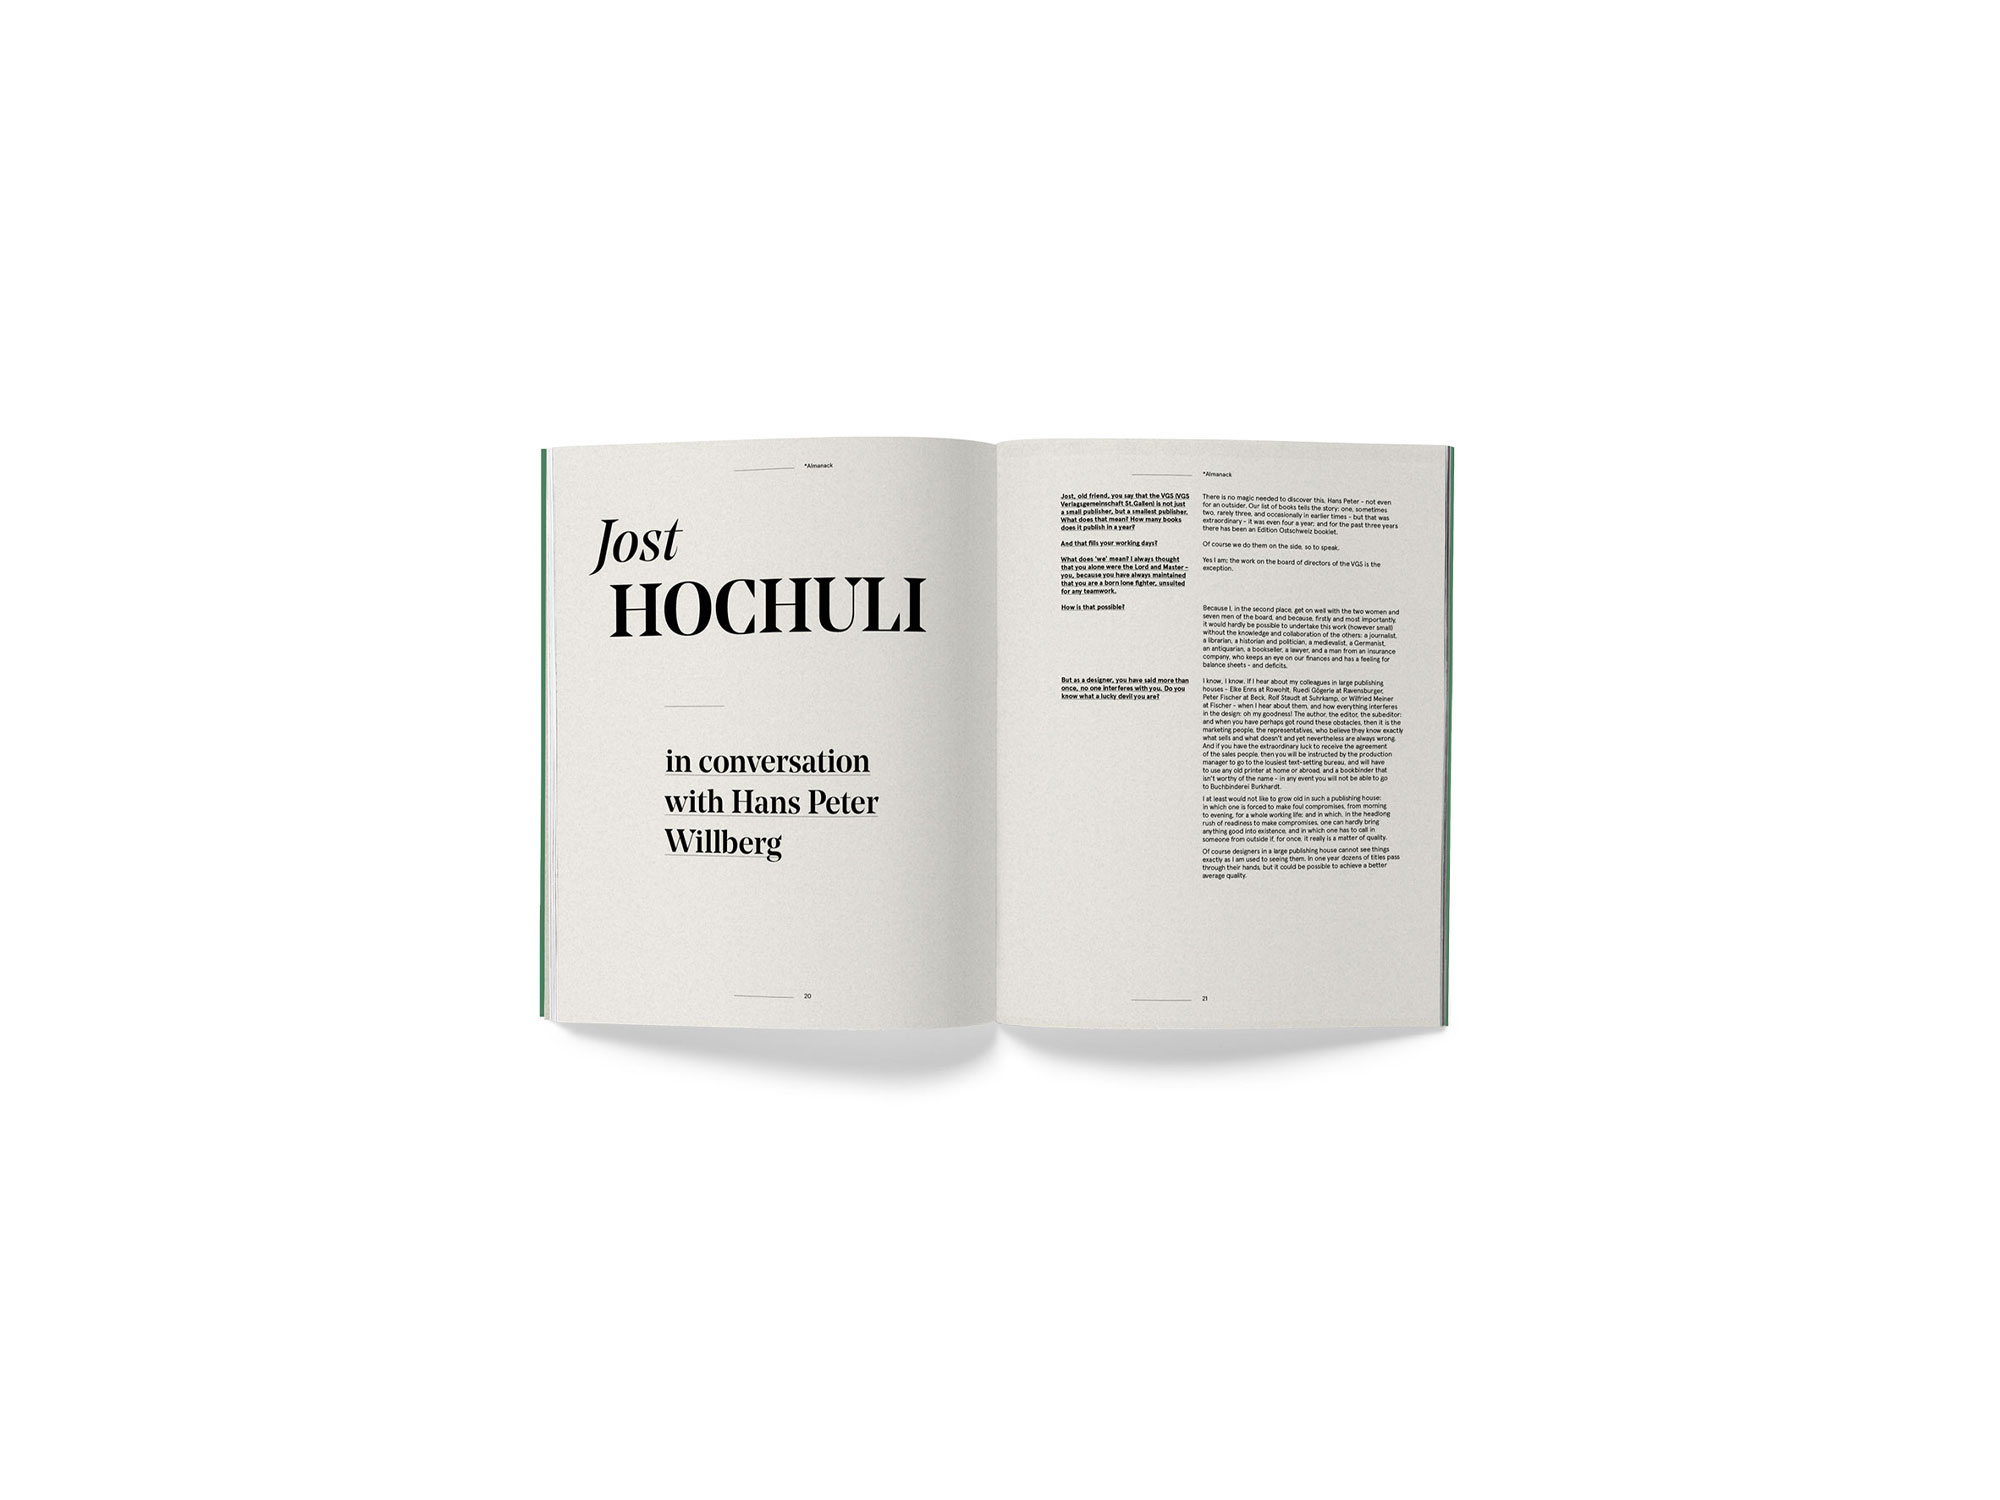 *Almanack
Jost
HOCHULI
in conversation
with Hans Peter
Willberg
20
*Almanack
Jost, old friend, you say that the VGS (VGS
Verlagsgemeinschaft St.Gallen) is not just
a small publisher, but a smallest publisher.
What does that mean? How many books
does it publish in a year?
There is no magic needed to discover this, Hans Peter - not even
for an outsider. Our list of books tells the story: one, sometimes
two, rarely three, and occasionally in earlier times - but that was
extraordinary - it was even four a year; and for the past three years
there has been an Edition Ostschweiz booklet.
And that fills your working days?
Of course we do them on the side, so to speak.
What does 'we' mean? I always thought
that you alone were the Lord and Master -
you, because you have always maintained
that you are a born lone fighter, unsuited
for any teamwork.
Yes I am; the work on the board of directors of the VGS is the
exception.
How is that possible?
Because I, in the second place, get on well with the two women and
seven men of the board, and because, firstly and most importantly,
it would hardly be possible to undertake this work (however small)
without the knowledge and collaboration of the others: a journalist,
a librarian, a historian and politician, a medievalist, a Germanist,
an antiquarian, a bookseller, a lawyer, and a man from an insurance
company, who keeps an eye on our finances and has a feeling for
balance sheets - and deficits.
But as a designer, you have said more than
once, no one interferes with you. Do you
know what a lucky devil you are?
I know, I know. If I hear about my colleagues in large publishing
houses - Elke Enns at Rowohlt, Ruedi Gögerle at Ravensburger,
Peter Fischer at Beck, Rolf Staudt at Suhrkamp, or Wilfried Meiner
at Fischer - when I hear about them, and how everything interferes
in the design: oh my goodness! The author, the editor, the subeditor;
and when you have perhaps got round these obstacles, then it is the
marketing people, the representatives, who believe they know exactly
what sells and what doesn't and yet nevertheless are always wrong.
And if you have the extraordinary luck to receive the agreement
of the sales people, then you will be instructed by the production
manager to go to the lousiest text-setting bureau, and will have
to use any old printer at home or abroad, and a bookbinder that
isn't worthy of the name - in any event you will not be able to go
to Buchbinderei Burkhardt.
I at least would not like to grow old in such a publishing house:
in which one is forced to make foul compromises, from morning
to evening, for a whole working life; and in which, in the headlong
rush of readiness to make compromises, one can hardly bring
anything good into existence, and in which one has to call in
someone from outside if, for once, it really is a matter of quality.
Of course designers in a large publishing house cannot see things
exactly as I am used to seeing them. In one year dozens of titles pass
through their hands, but it could be possible to achieve a better
average quality.
21